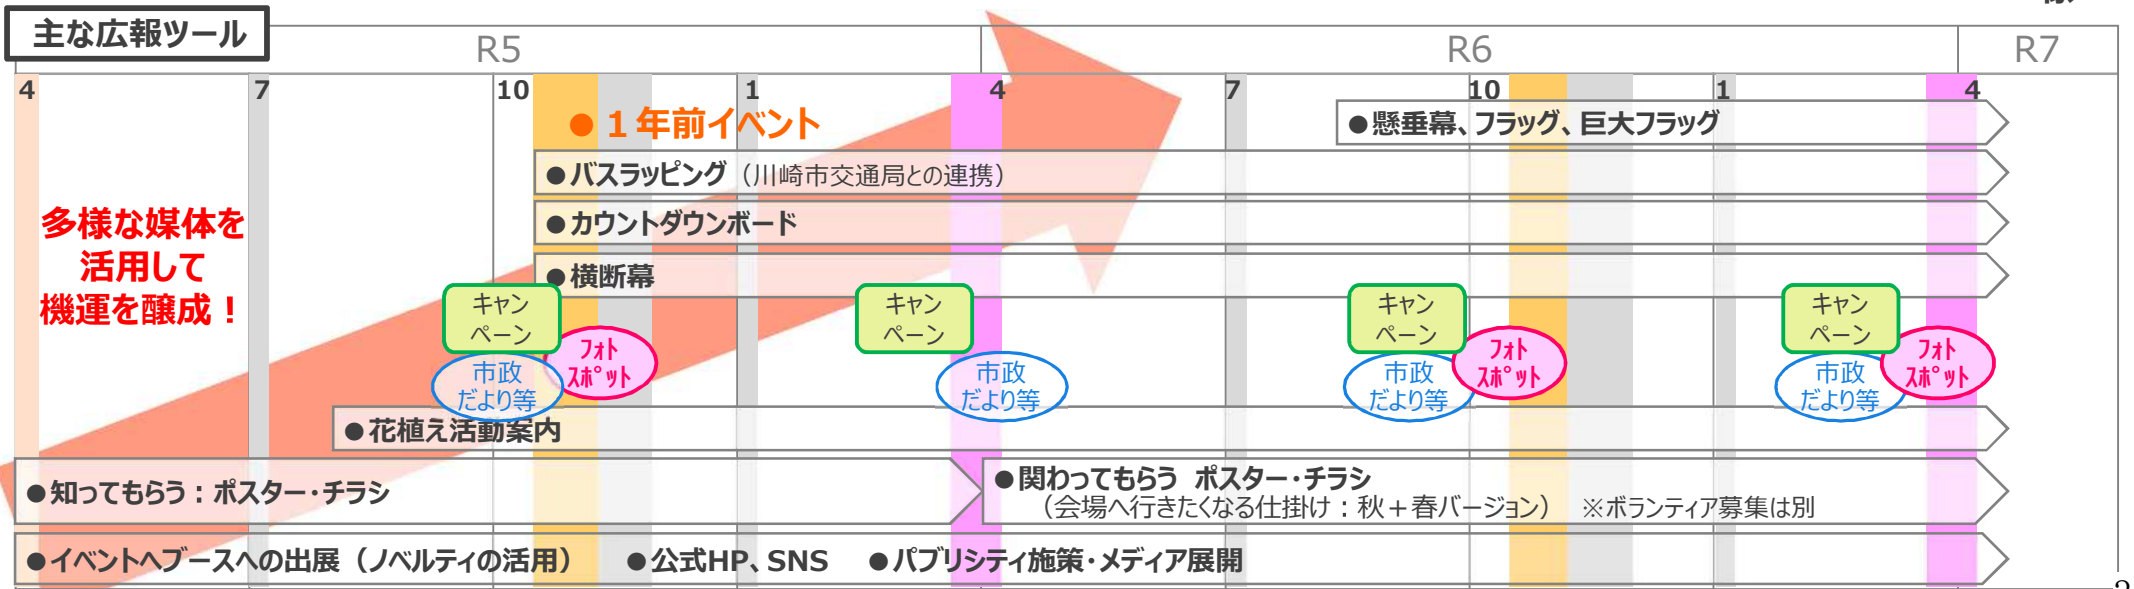 主な広報ツール
R5
R6
R7
4
7
10
1
4
7
10
1
4
●１年前イベント
●懸垂幕、フラッグ、巨大フラッグ
●バスラッピング（川崎市交通局との連携）
多様な媒体を
活用して
機運を醸成！
●カウントダウンボード
●横断幕
キャン
ペーン
キャン
ペーン
キャン
ペーン
キャン
ペーン
ﾌｫﾄ
ｽﾎﾟｯﾄ
ﾌｫﾄ
ｽﾎﾟｯﾄ
ﾌｫﾄ
ｽﾎﾟｯﾄ
市政
だより等
市政
だより等
市政
だより等
市政
だより等
●花植え活動案内
●知ってもらう：ポスター・チラシ
●関わってもらう ポスター・チラシ
（会場へ行きたくなる仕掛け：秋＋春バージョン） ※ボランティア募集は別
●イベントへブースへの出展（ノベルティの活用） ●公式HP、SNS ●パブリシティ施策・メディア展開